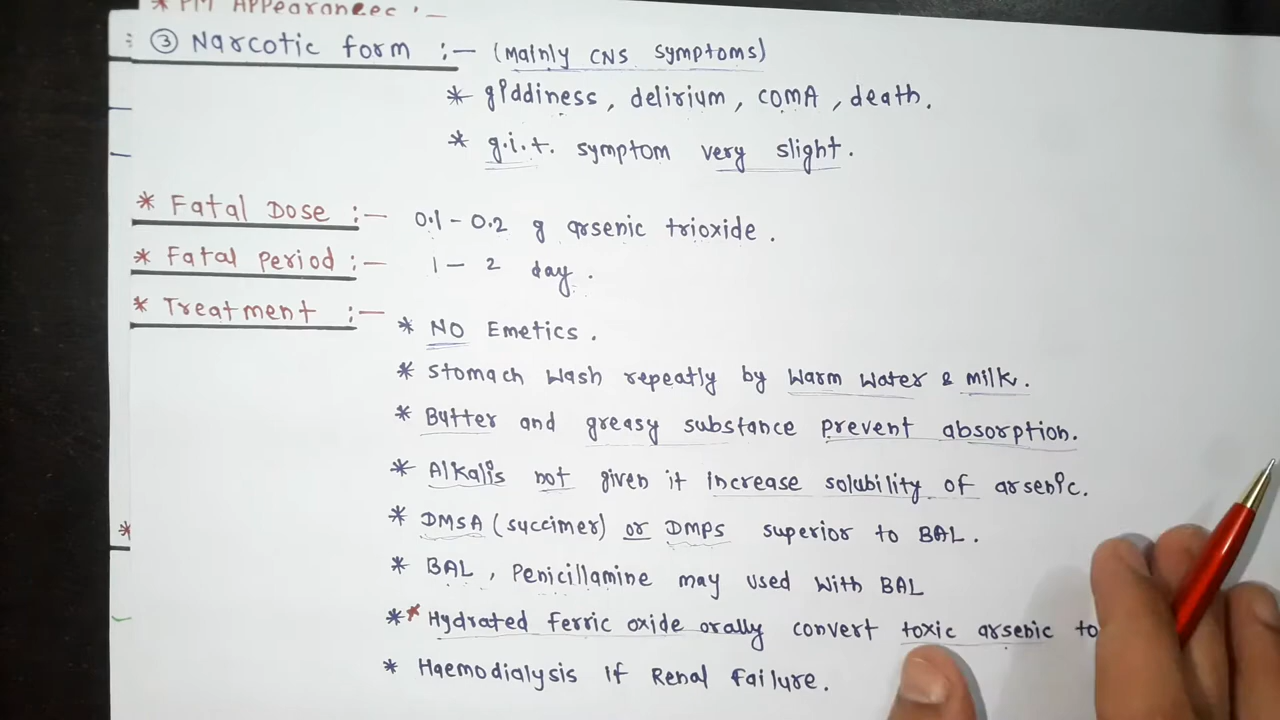 * PM Appearances :-
③ Narcotic form :- (Mainly CNS symptoms)
* giddiness, delirium, COMA, death.
* g.i.t. symptom very slight.
* Fatal Dose :- 0.1 - 0.2 g arsenic trioxide.
* Fatal period :- 1 - 2 day.
* Treatment :-
* NO Emetics.
* Stomach wash repeatly by warm water & milk.
* Butter and greasy substance prevent absorption.
* Alkalis not given it increase solubility of arsenic.
* DMSA (succimer) or DMPS superior to BAL.
* BAL, Penicillamine may used with BAL
** Hydrated ferric oxide orally convert toxic arsenic to
* Haemodialysis if Renal failure.
*